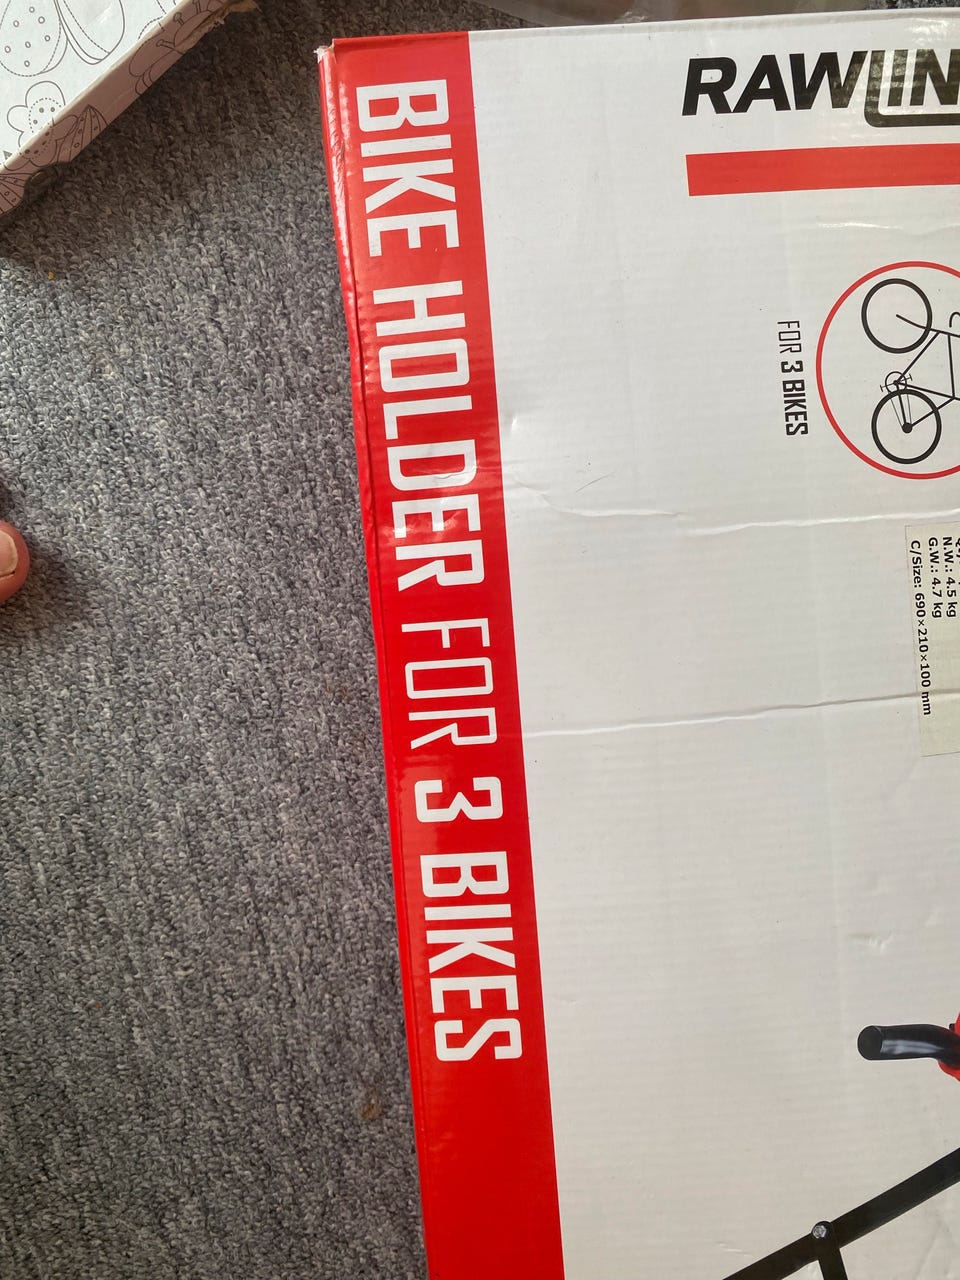 BIKE HOLDER FOR 3 BIKES
RAWLIN
FOR 3 BIKES
N.W.: 4.5 kg
G.W.: 4.7 kg
C/Size: 690×210×100 mm